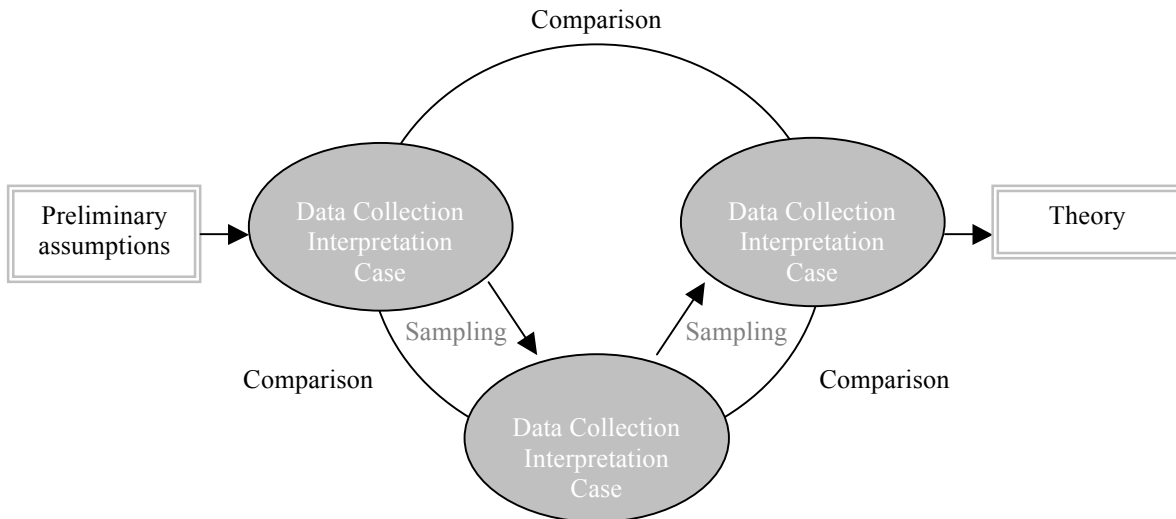 Comparison
Preliminary
assumptions
Data Collection
Interpretation
Case
Data Collection
Interpretation
Case
Theory
Sampling
Sampling
Comparison
Comparison
Data Collection
Interpretation
Case